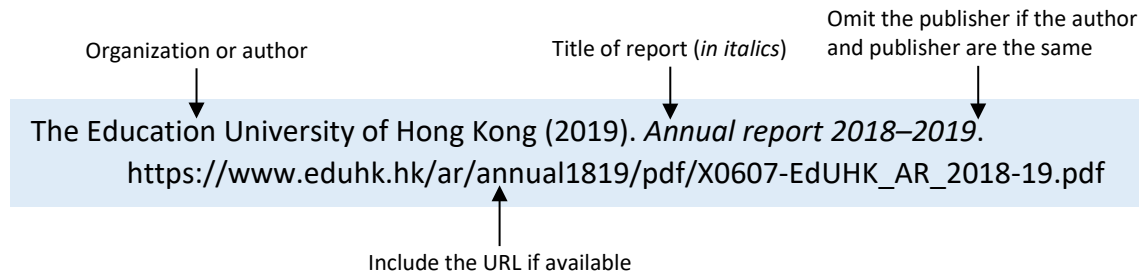 Omit the publisher if the author
and publisher are the same
Organization or author
Title of report (in italics)
The Education University of Hong Kong (2019). Annual report 2018–2019.
https://www.eduhk.hk/ar/annual1819/pdf/X0607-EdUHK_AR_2018-19.pdf
Include the URL if available